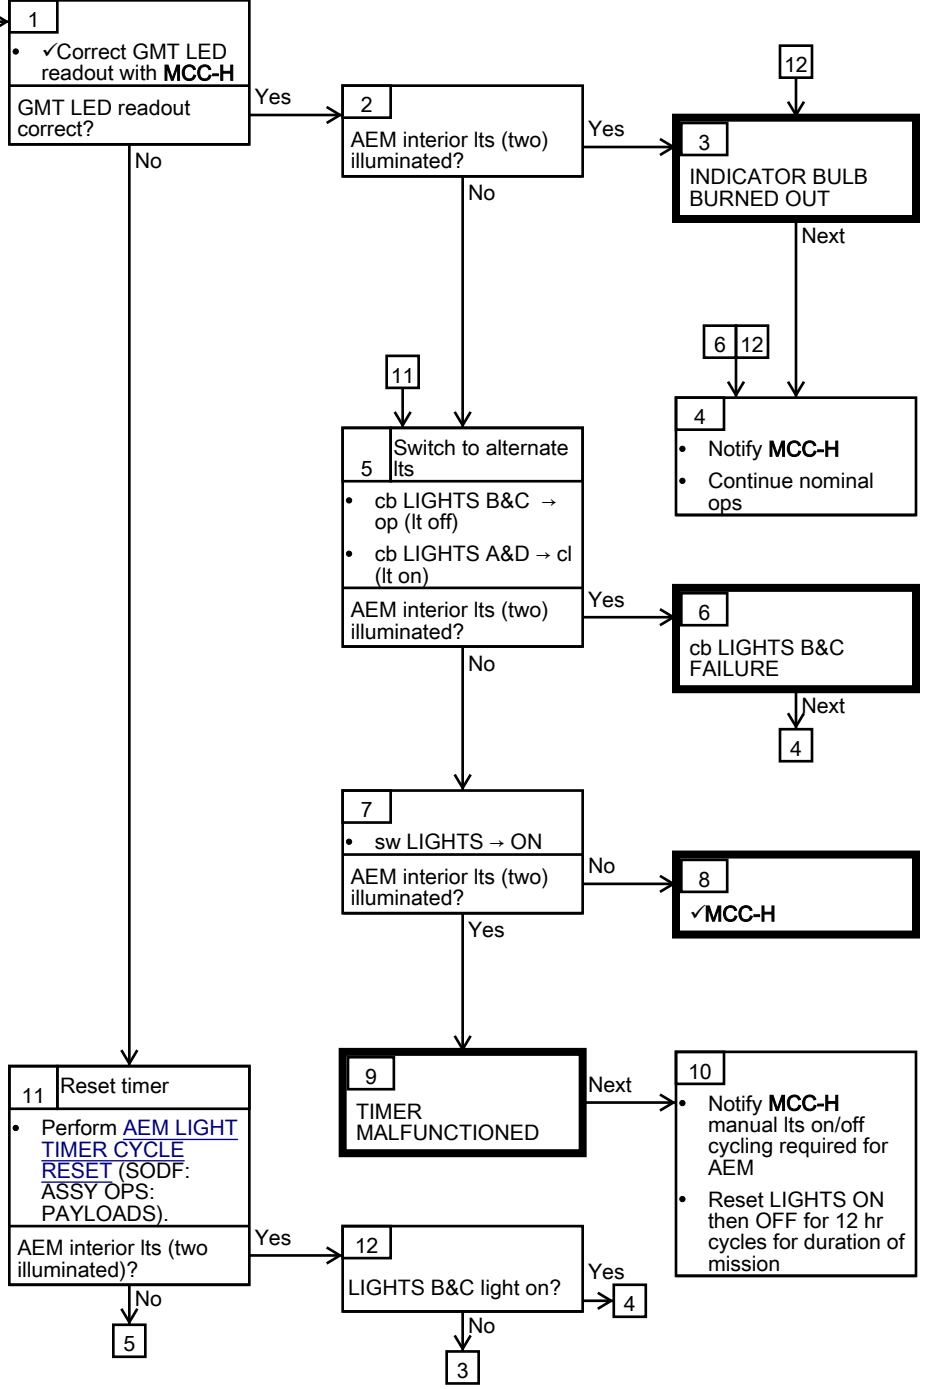 1
• ✓Correct GMT LED
readout with MCC-H
GMT LED readout
correct?
Yes
No
2
AEM interior lts (two)
illuminated?
Yes
No
12
3
INDICATOR BULB
BURNED OUT
Next
6 12
4
• Notify MCC-H
• Continue nominal
ops
11
5
Switch to alternate
lts
• cb LIGHTS B&C →
op (lt off)
• cb LIGHTS A&D → cl
(lt on)
AEM interior lts (two)
illuminated?
Yes
No
6
cb LIGHTS B&C
FAILURE
Next
4
7
• sw LIGHTS → ON
AEM interior lts (two)
illuminated?
No
Yes
8
✓MCC-H
9
TIMER
MALFUNCTIONED
Next
10
• Notify MCC-H
manual lts on/off
cycling required for
AEM
• Reset LIGHTS ON
then OFF for 12 hr
cycles for duration of
mission
11
Reset timer
• Perform AEM LIGHT
TIMER CYCLE
RESET (SODF:
ASSY OPS:
PAYLOADS).
AEM interior lts (two
illuminated)?
Yes
No
5
12
LIGHTS B&C light on?
Yes
4
No
3